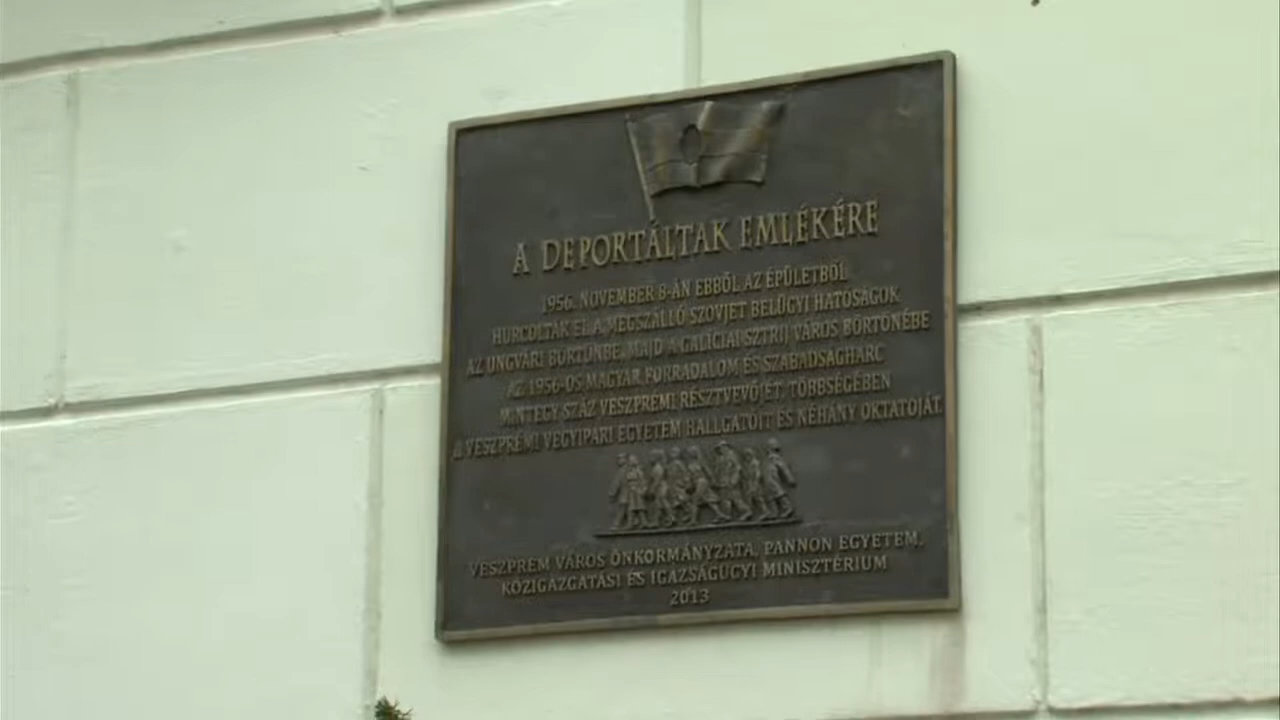 A DEPORTÁLTAK EMLÉKÉRE
1956. NOVEMBER 8-ÁN EBBŐL AZ ÉPÜLETBŐL
HURCOLTÁK EL A MEGSZÁLLÓ SZOVJET BELÜGYI HATÓSÁGOK
AZ UNGVÁRI BÖRTÖNBE, MAJD A GALÍCIAI SZTRIJ VÁROS BÖRTÖNÉBE
AZ 1956-OS MAGYAR FORRADALOM ÉS SZABADSÁGHARC
MINTEGY SZÁZ VESZPRÉMI RÉSZTVEVŐJÉT, TÖBBSÉGÉBEN
A VESZPRÉMI VEGYIPARI EGYETEM HALLGATÓIT ÉS NÉHÁNY OKTATÓJÁT.
VESZPRÉM VÁROS ÖNKORMÁNYZATA, PANNON EGYETEM,
KÖZIGAZGATÁSI ÉS IGAZSÁGÜGYI MINISZTÉRIUM
2013